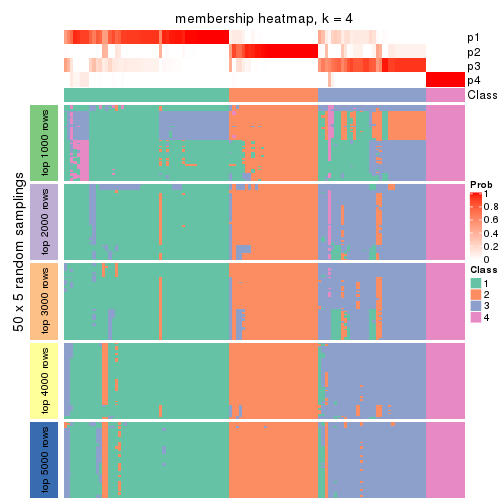 membership heatmap, k = 4
p1
p2
p3
p4
Class
50 x 5 random samplings
top 1000 rows
top 2000 rows
top 3000 rows
top 4000 rows
top 5000 rows
Prob
1
0.8
0.6
0.4
0.2
0
Class
1
2
3
4